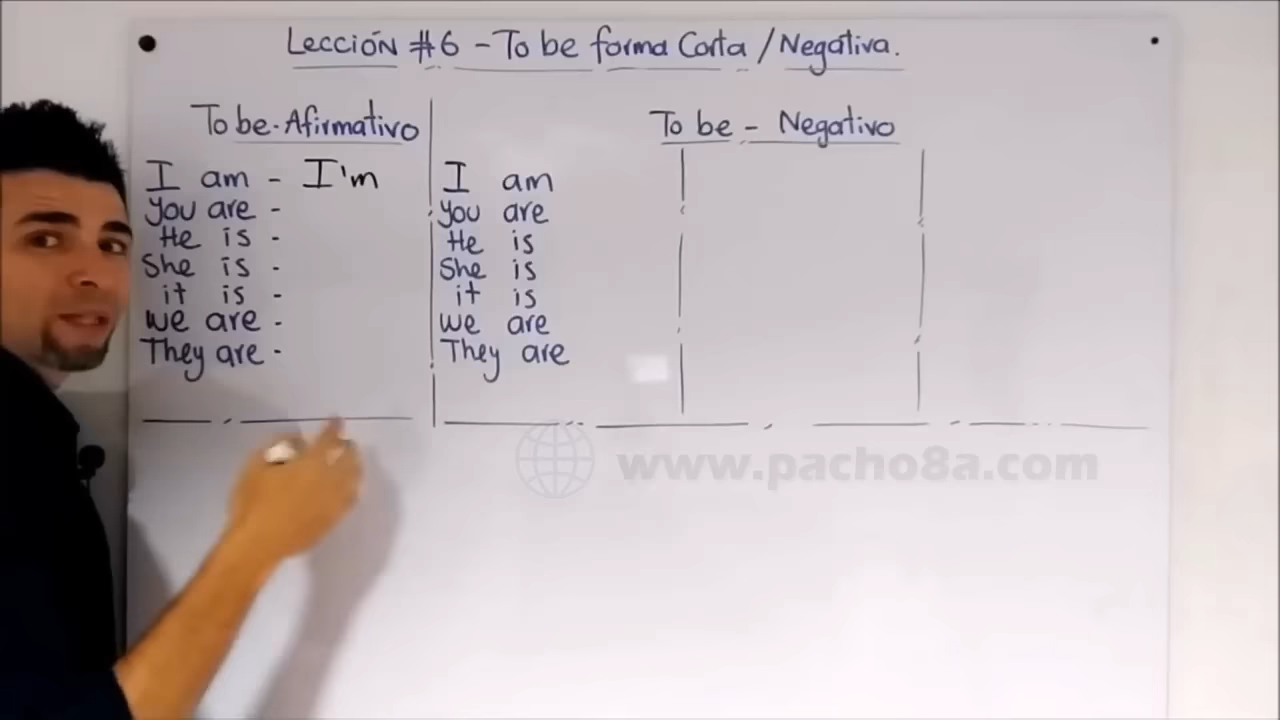 Lección #6 - To be forma Corta / Negativa.
To be - Afirmativo
I am - I'm
You are -
He is -
She is -
it is -
We are -
They are -
To be - Negativo
I am
You are
He is
She is
it is
We are
They are
www.pacho8a.com